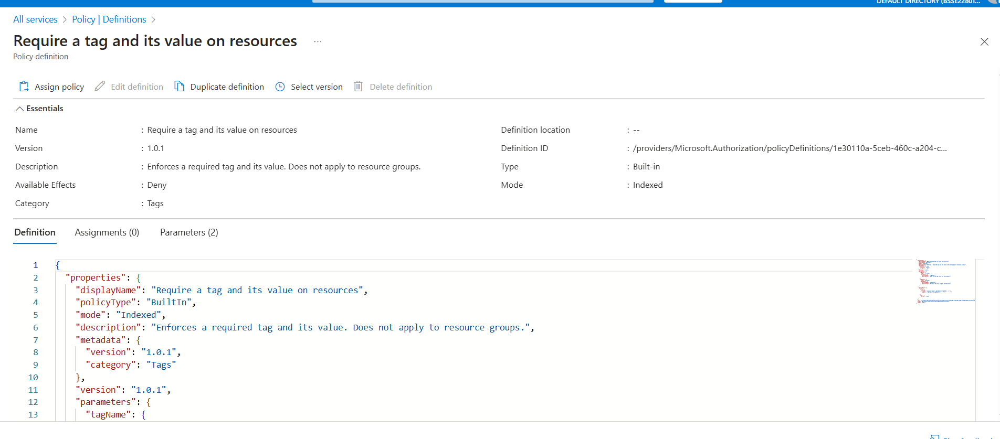 DEFAULT DIRECTORY (BSSE22801...
All services > Policy | Definitions >
Require a tag and its value on resources ...
Policy definition
Assign policy Edit definition Duplicate definition Select version Delete definition
Essentials
Name : Require a tag and its value on resources Definition location : --
Version : 1.0.1 Definition ID : /providers/Microsoft.Authorization/policyDefinitions/1e30110a-5ceb-460c-a204-c...
Description : Enforces a required tag and its value. Does not apply to resource groups. Type : Built-in
Available Effects : Deny Mode : Indexed
Category : Tags
Definition Assignments (0) Parameters (2)
1 {
2 "properties": {
3 "displayName": "Require a tag and its value on resources",
4 "policyType": "BuiltIn",
5 "mode": "Indexed",
6 "description": "Enforces a required tag and its value. Does not apply to resource groups.",
7 "metadata": {
8 "version": "1.0.1",
9 "category": "Tags"
10 },
11 "version": "1.0.1",
12 "parameters": {
13 "tagName": {